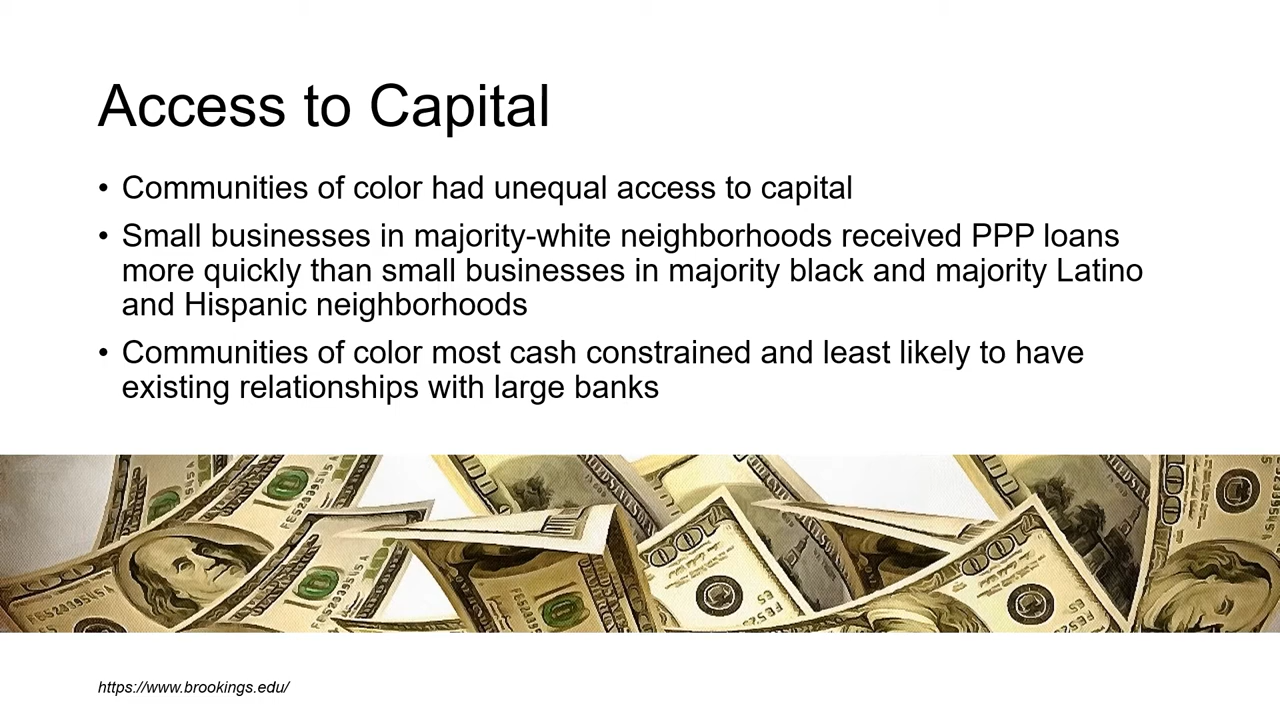 Access to Capital
• Communities of color had unequal access to capital
• Small businesses in majority-white neighborhoods received PPP loans
more quickly than small businesses in majority black and majority Latino
and Hispanic neighborhoods
• Communities of color most cash constrained and least likely to have
existing relationships with large banks
100
FE52039515A
https://www.brookings.edu/